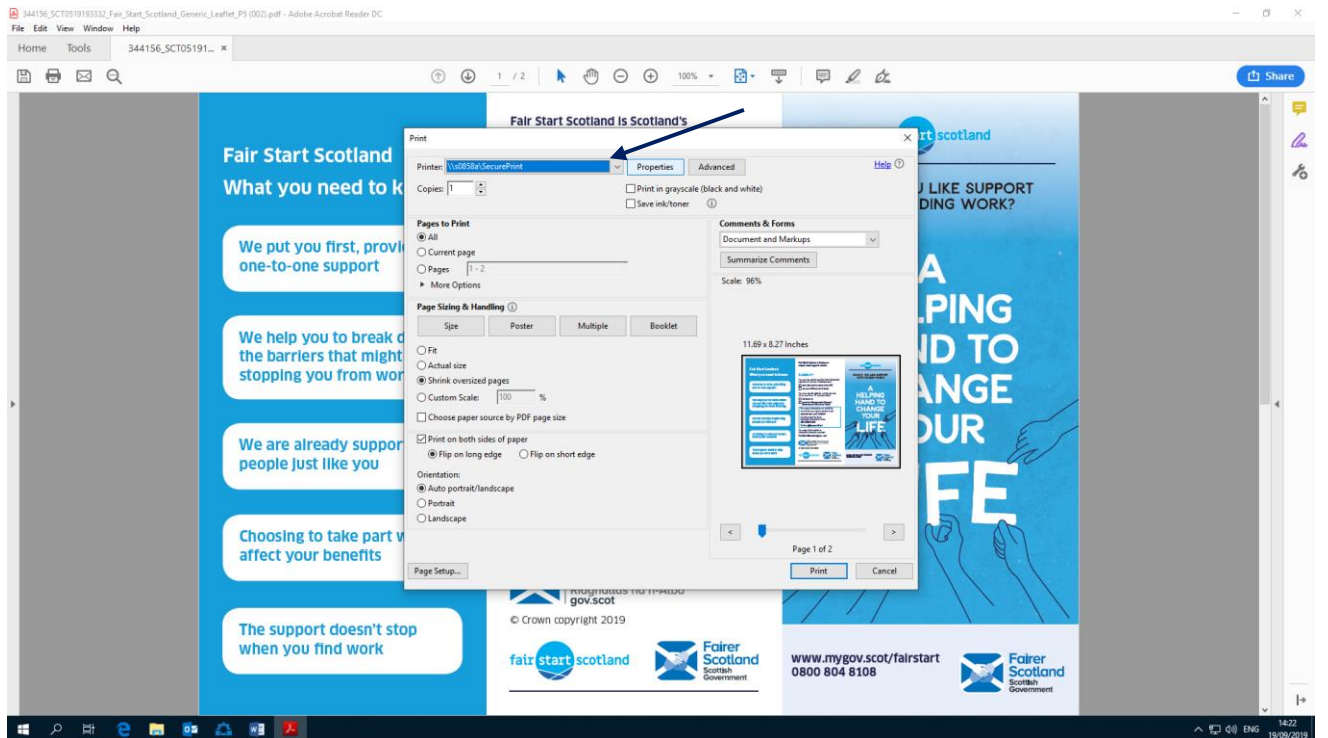 344156_SCT0519193332_Fair_Start_Scotland_Generic_Leaflet_P5 (002).pdf - Adobe Acrobat Reader DC
File Edit View Window Help
Home Tools 344156_SCT05191... ×
1 / 2 100% Share
Fair Start Scotland
What you need to k
We put you first, provi
one-to-one support
We help you to break d
the barriers that might
stopping you from wor
We are already suppor
people just like you
Choosing to take part w
affect your benefits
The support doesn't stop
when you find work
Fair Start Scotland is Scotland's
Print
Printer: \\s0858a\SecurePrint Properties Advanced Help
Copies: 1 Print in grayscale (black and white)
Save ink/toner
Pages to Print
All
Current page
Pages 1 - 2
More Options
Page Sizing & Handling
Size Poster Multiple Booklet
Fit
Actual size
Shrink oversized pages
Custom Scale: 100 %
Choose paper source by PDF page size
Print on both sides of paper
Flip on long edge Flip on short edge
Orientation:
Auto portrait/landscape
Portrait
Landscape
Comments & Forms
Document and Markups
Summarize Comments
Scale: 96%
11.69 x 8.27 Inches
Fair Start Scotland
A
HELPING
HAND TO
CHANGE
YOUR
LIFE
< >
Page 1 of 2
Page Setup... Print Cancel
gov.scot
© Crown copyright 2019
fair start scotland
Fairer
Scotland
Scottish
Government
rt scotland
U LIKE SUPPORT
DING WORK?
A
LPING
ND TO
ANGE
OUR
FE
www.mygov.scot/fairstart
0800 804 8108
Fairer
Scotland
Scottish
Government
ENG 14:22
19/09/2019